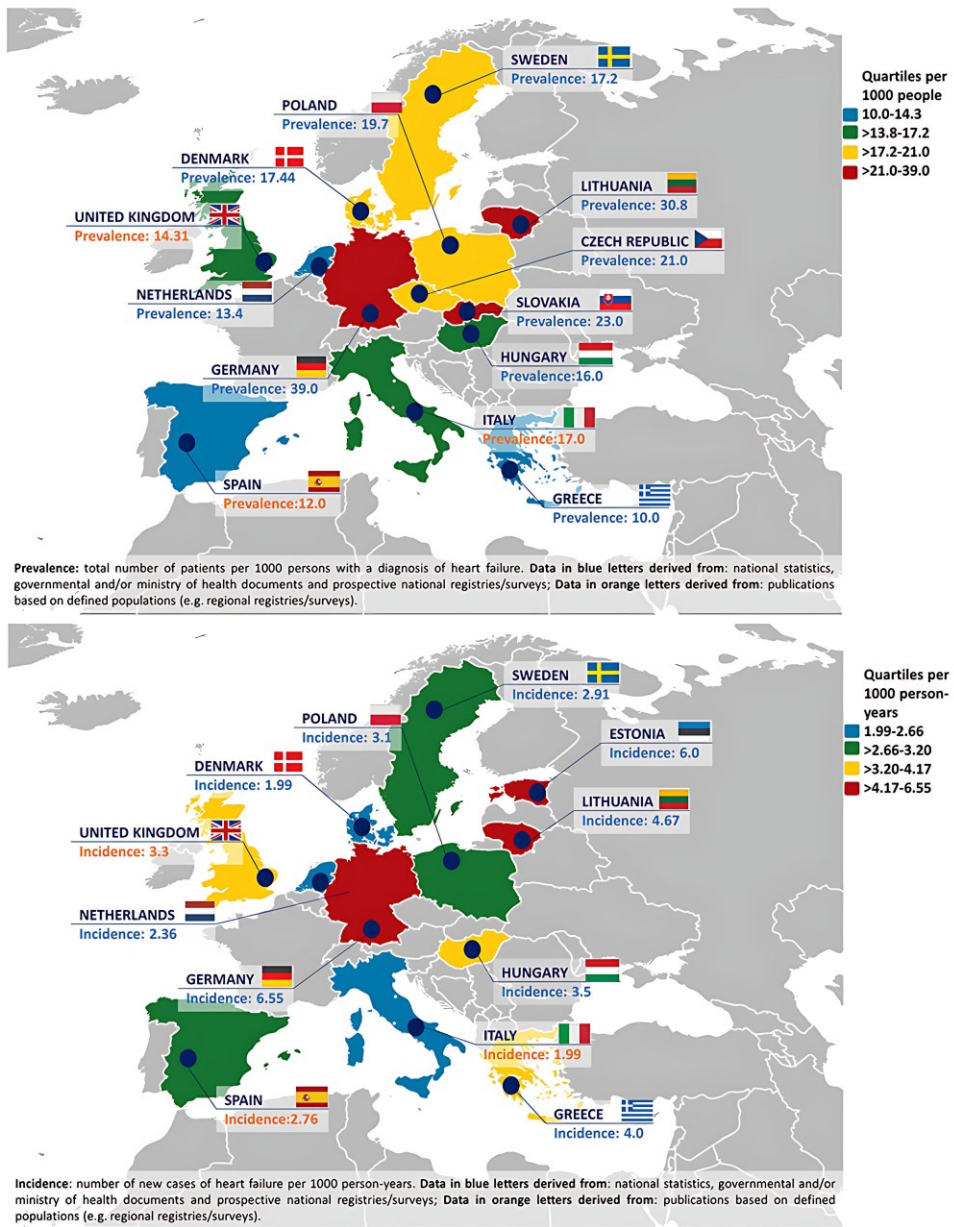 SWEDEN
Prevalence: 17.2
Quartiles per
1000 people
10.0-14.3
>13.8-17.2
>17.2-21.0
>21.0-39.0
POLAND
Prevalence: 19.7
DENMARK
Prevalence: 17.44
LITHUANIA
Prevalence: 30.8
UNITED KINGDOM
Prevalence: 14.31
CZECH REPUBLIC
Prevalence: 21.0
NETHERLANDS
Prevalence: 13.4
SLOVAKIA
Prevalence: 23.0
HUNGARY
Prevalence:16.0
GERMANY
Prevalence: 39.0
ITALY
Prevalence:17.0
SPAIN
Prevalence:12.0
GREECE
Prevalence: 10.0
Prevalence: total number of patients per 1000 persons with a diagnosis of heart failure. Data in blue letters derived from: national statistics,
governmental and/or ministry of health documents and prospective national registries/surveys; Data in orange letters derived from: publications
based on defined populations (e.g. regional registries/surveys).
SWEDEN
Incidence: 2.91
Quartiles per
1000 person-
years
1.99-2.66
>2.66-3.20
>3.20-4.17
>4.17-6.55
POLAND
Incidence: 3.1
ESTONIA
Incidence: 6.0
DENMARK
Incidence: 1.99
LITHUANIA
Incidence: 4.67
UNITED KINGDOM
Incidence: 3.3
NETHERLANDS
Incidence: 2.36
GERMANY
Incidence: 6.55
HUNGARY
Incidence: 3.5
ITALY
Incidence: 1.99
SPAIN
Incidence:2.76
GREECE
Incidence: 4.0
Incidence: number of new cases of heart failure per 1000 person-years. Data in blue letters derived from: national statistics, governmental and/or
ministry of health documents and prospective national registries/surveys; Data in orange letters derived from: publications based on defined
populations (e.g. regional registries/surveys).